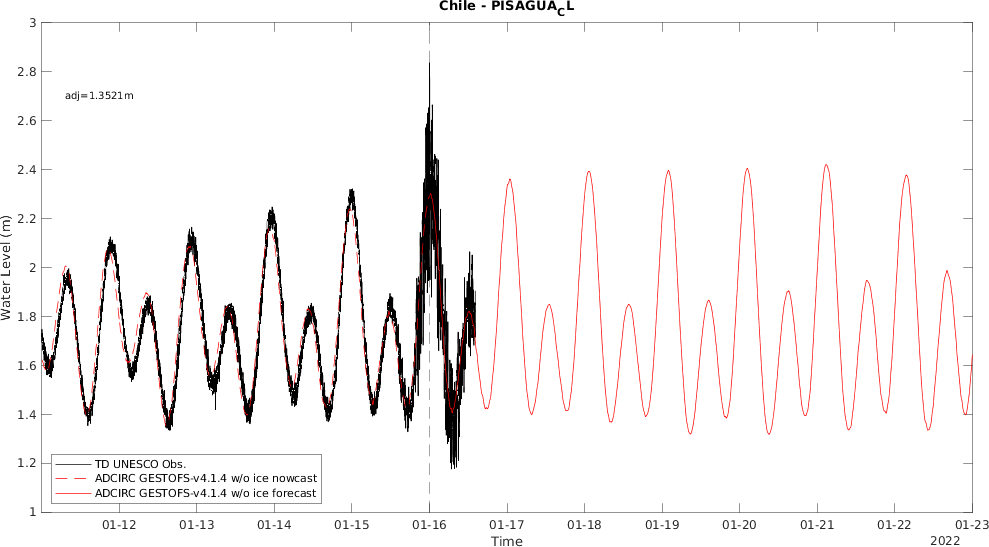 Chile - PISAGUA_CL
3
2.8
adj=1.3521m
2.6
2.4
2.2
Water Level (m)
2
1.8
1.6
1.4
1.2
1
TD UNESCO Obs.
ADCIRC GESTOFS-v4.1.4 w/o ice nowcast
ADCIRC GESTOFS-v4.1.4 w/o ice forecast
01-12 01-13 01-14 01-15 01-16 01-17 01-18 01-19 01-20 01-21 01-22 01-23
Time
2022